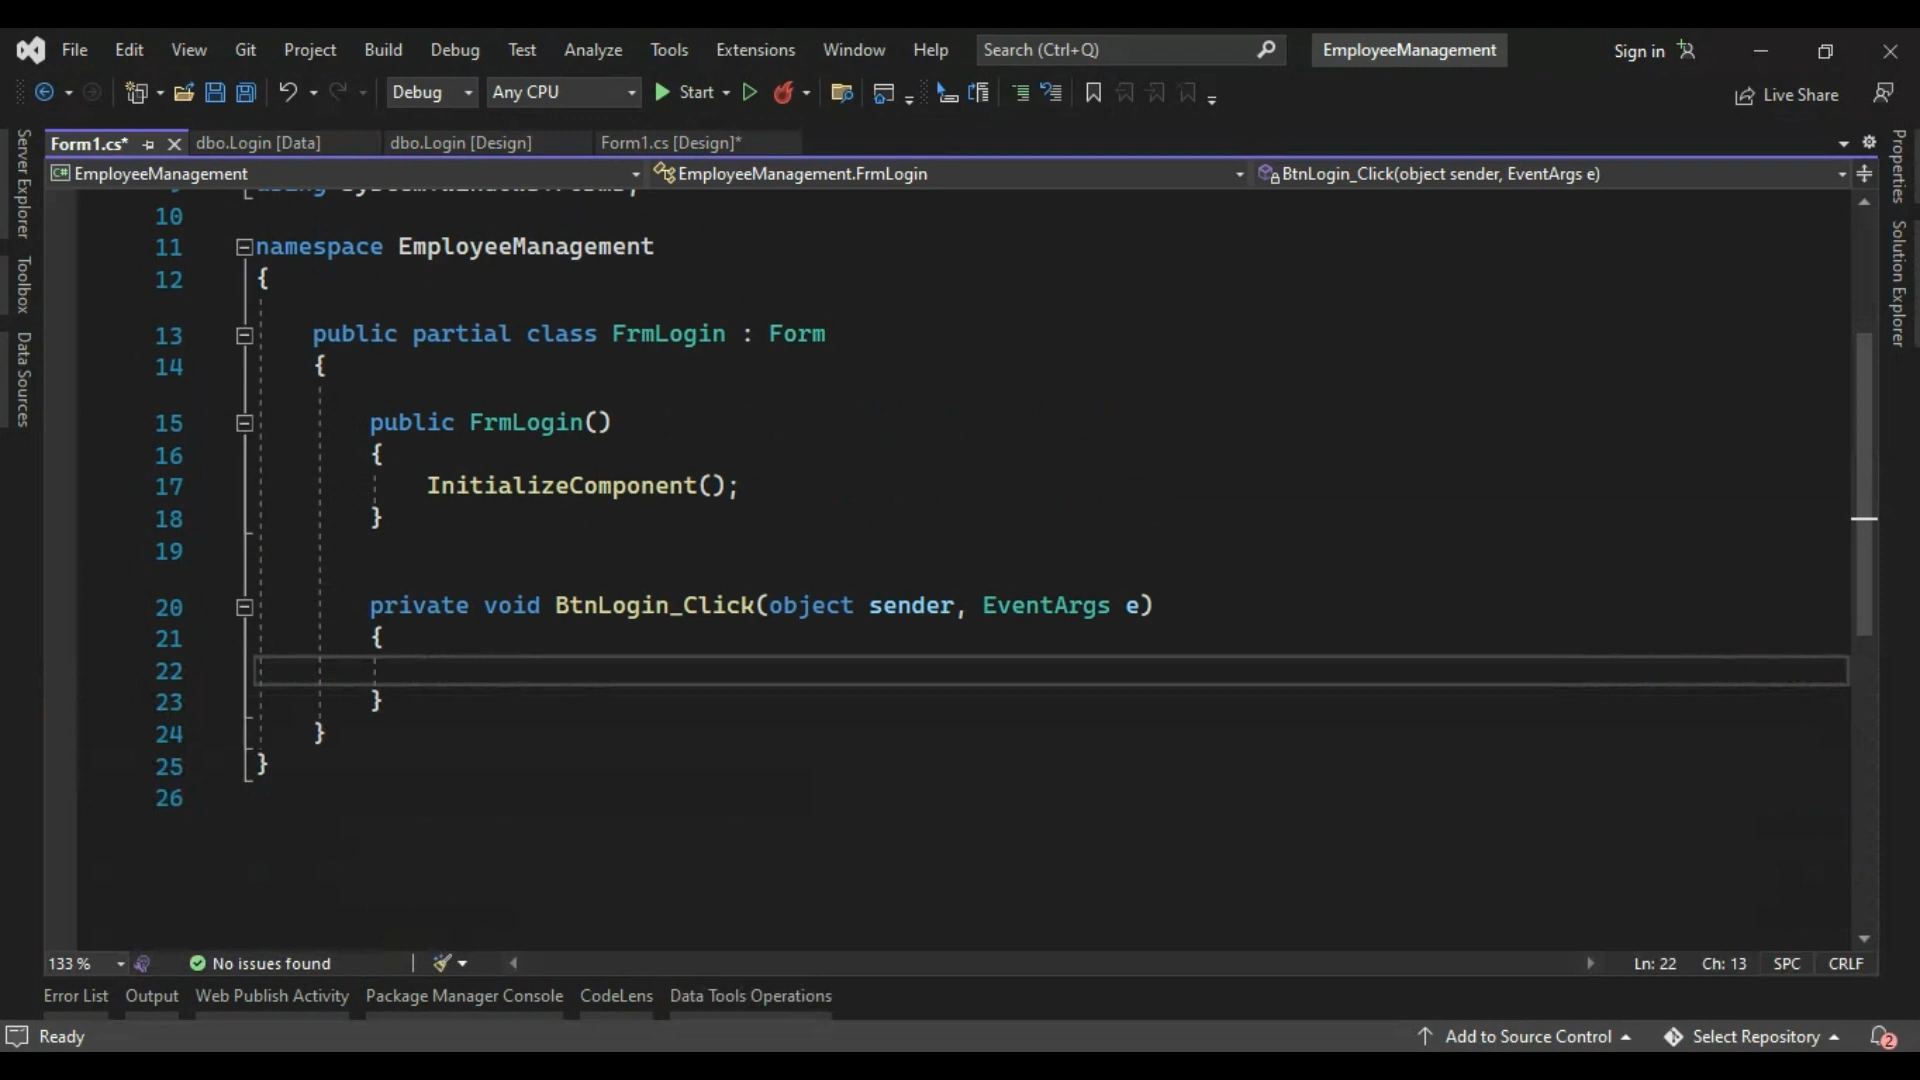 File Edit View Git Project Build Debug Test Analyze Tools Extensions Window Help Search (Ctrl+Q) EmployeeManagement Sign in
Debug Any CPU Start Live Share
Form1.cs* dbo.Login [Data] dbo.Login [Design] Form1.cs [Design]*
C# EmployeeManagement EmployeeManagement.FrmLogin BtnLogin_Click(object sender, EventArgs e)
Server Explorer
Toolbox
Data Sources
Properties
Solution Explorer
10
11 namespace EmployeeManagement
12 {
13 public partial class FrmLogin : Form
14 {
15 public FrmLogin()
16 {
17 InitializeComponent();
18 }
19
20 private void BtnLogin_Click(object sender, EventArgs e)
21 {
22
23 }
24 }
25 }
26
133 % No issues found Ln: 22 Ch: 13 SPC CRLF
Error List Output Web Publish Activity Package Manager Console CodeLens Data Tools Operations
Ready Add to Source Control Select Repository 2